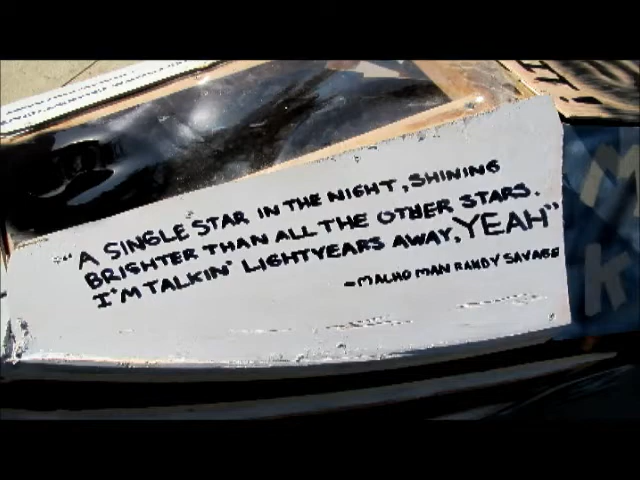 "A SINGLE STAR IN THE NIGHT, SHINING
BRIGHTER THAN ALL THE OTHER STARS.
I'M TALKIN' LIGHTYEARS AWAY, YEAH"
-MACHO MAN RANDY SAVAGE
HT!
M
k